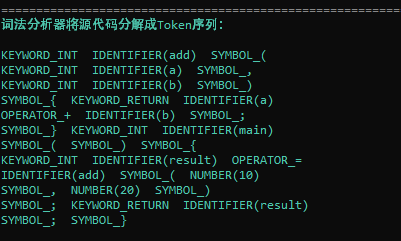 ==================================================
词法分析器将源代码分解成Token序列:
KEYWORD_INT  IDENTIFIER(add)  SYMBOL_(
KEYWORD_INT  IDENTIFIER(a)  SYMBOL_,
KEYWORD_INT  IDENTIFIER(b)  SYMBOL_)
SYMBOL_{  KEYWORD_RETURN  IDENTIFIER(a)
OPERATOR_+  IDENTIFIER(b)  SYMBOL_;
SYMBOL_}  KEYWORD_INT  IDENTIFIER(main)
SYMBOL_(  SYMBOL_)  SYMBOL_{
KEYWORD_INT  IDENTIFIER(result)  OPERATOR_=
IDENTIFIER(add)  SYMBOL_(  NUMBER(10)
SYMBOL_,  NUMBER(20)  SYMBOL_)
SYMBOL_;  KEYWORD_RETURN  IDENTIFIER(result)
SYMBOL_;  SYMBOL_}